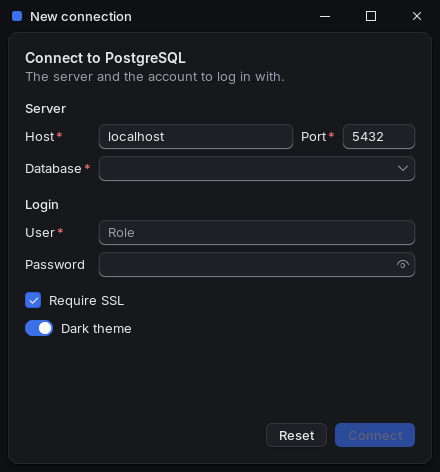 New connection
Connect to PostgreSQL
The server and the account to log in with.
Server
Host* localhost Port* 5432
Database*
Login
User* Role
Password
Require SSL
Dark theme
Reset Connect